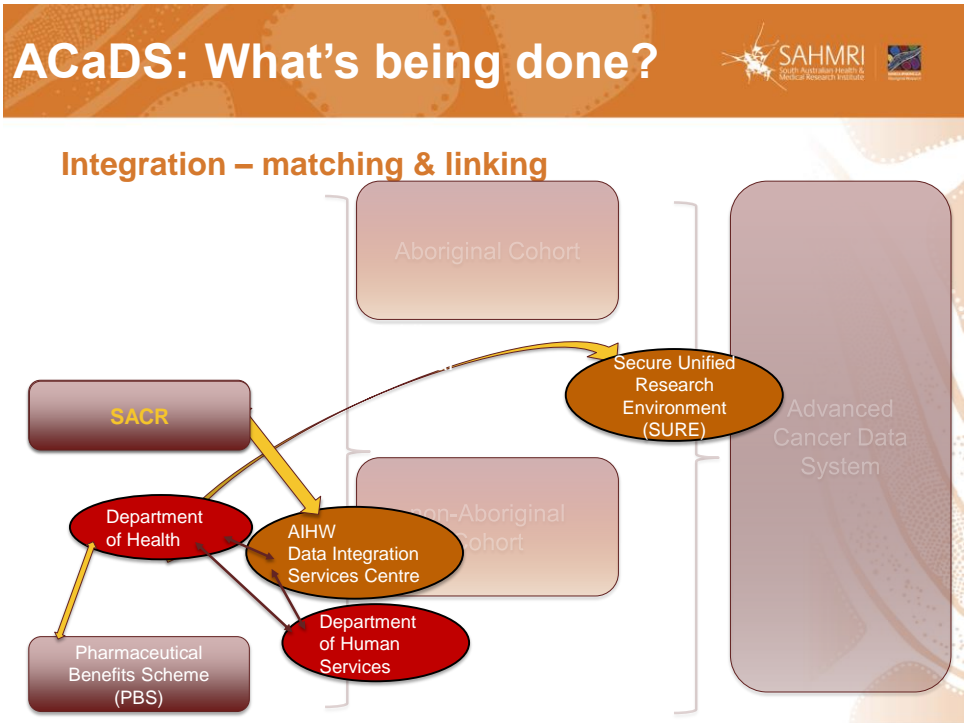 ACaDS: What's being done?
SAHMRI
South Australian Health &
Medical Research Institute
Integration – matching & linking
Aboriginal Cohort
Secure Unified
Research
Environment
(SURE)
Advanced
Cancer Data
System
SACR
Department
of Health
AIHW
Data Integration
Services Centre
non-Aboriginal
Cohort
Department
of Human
Services
Pharmaceutical
Benefits Scheme
(PBS)